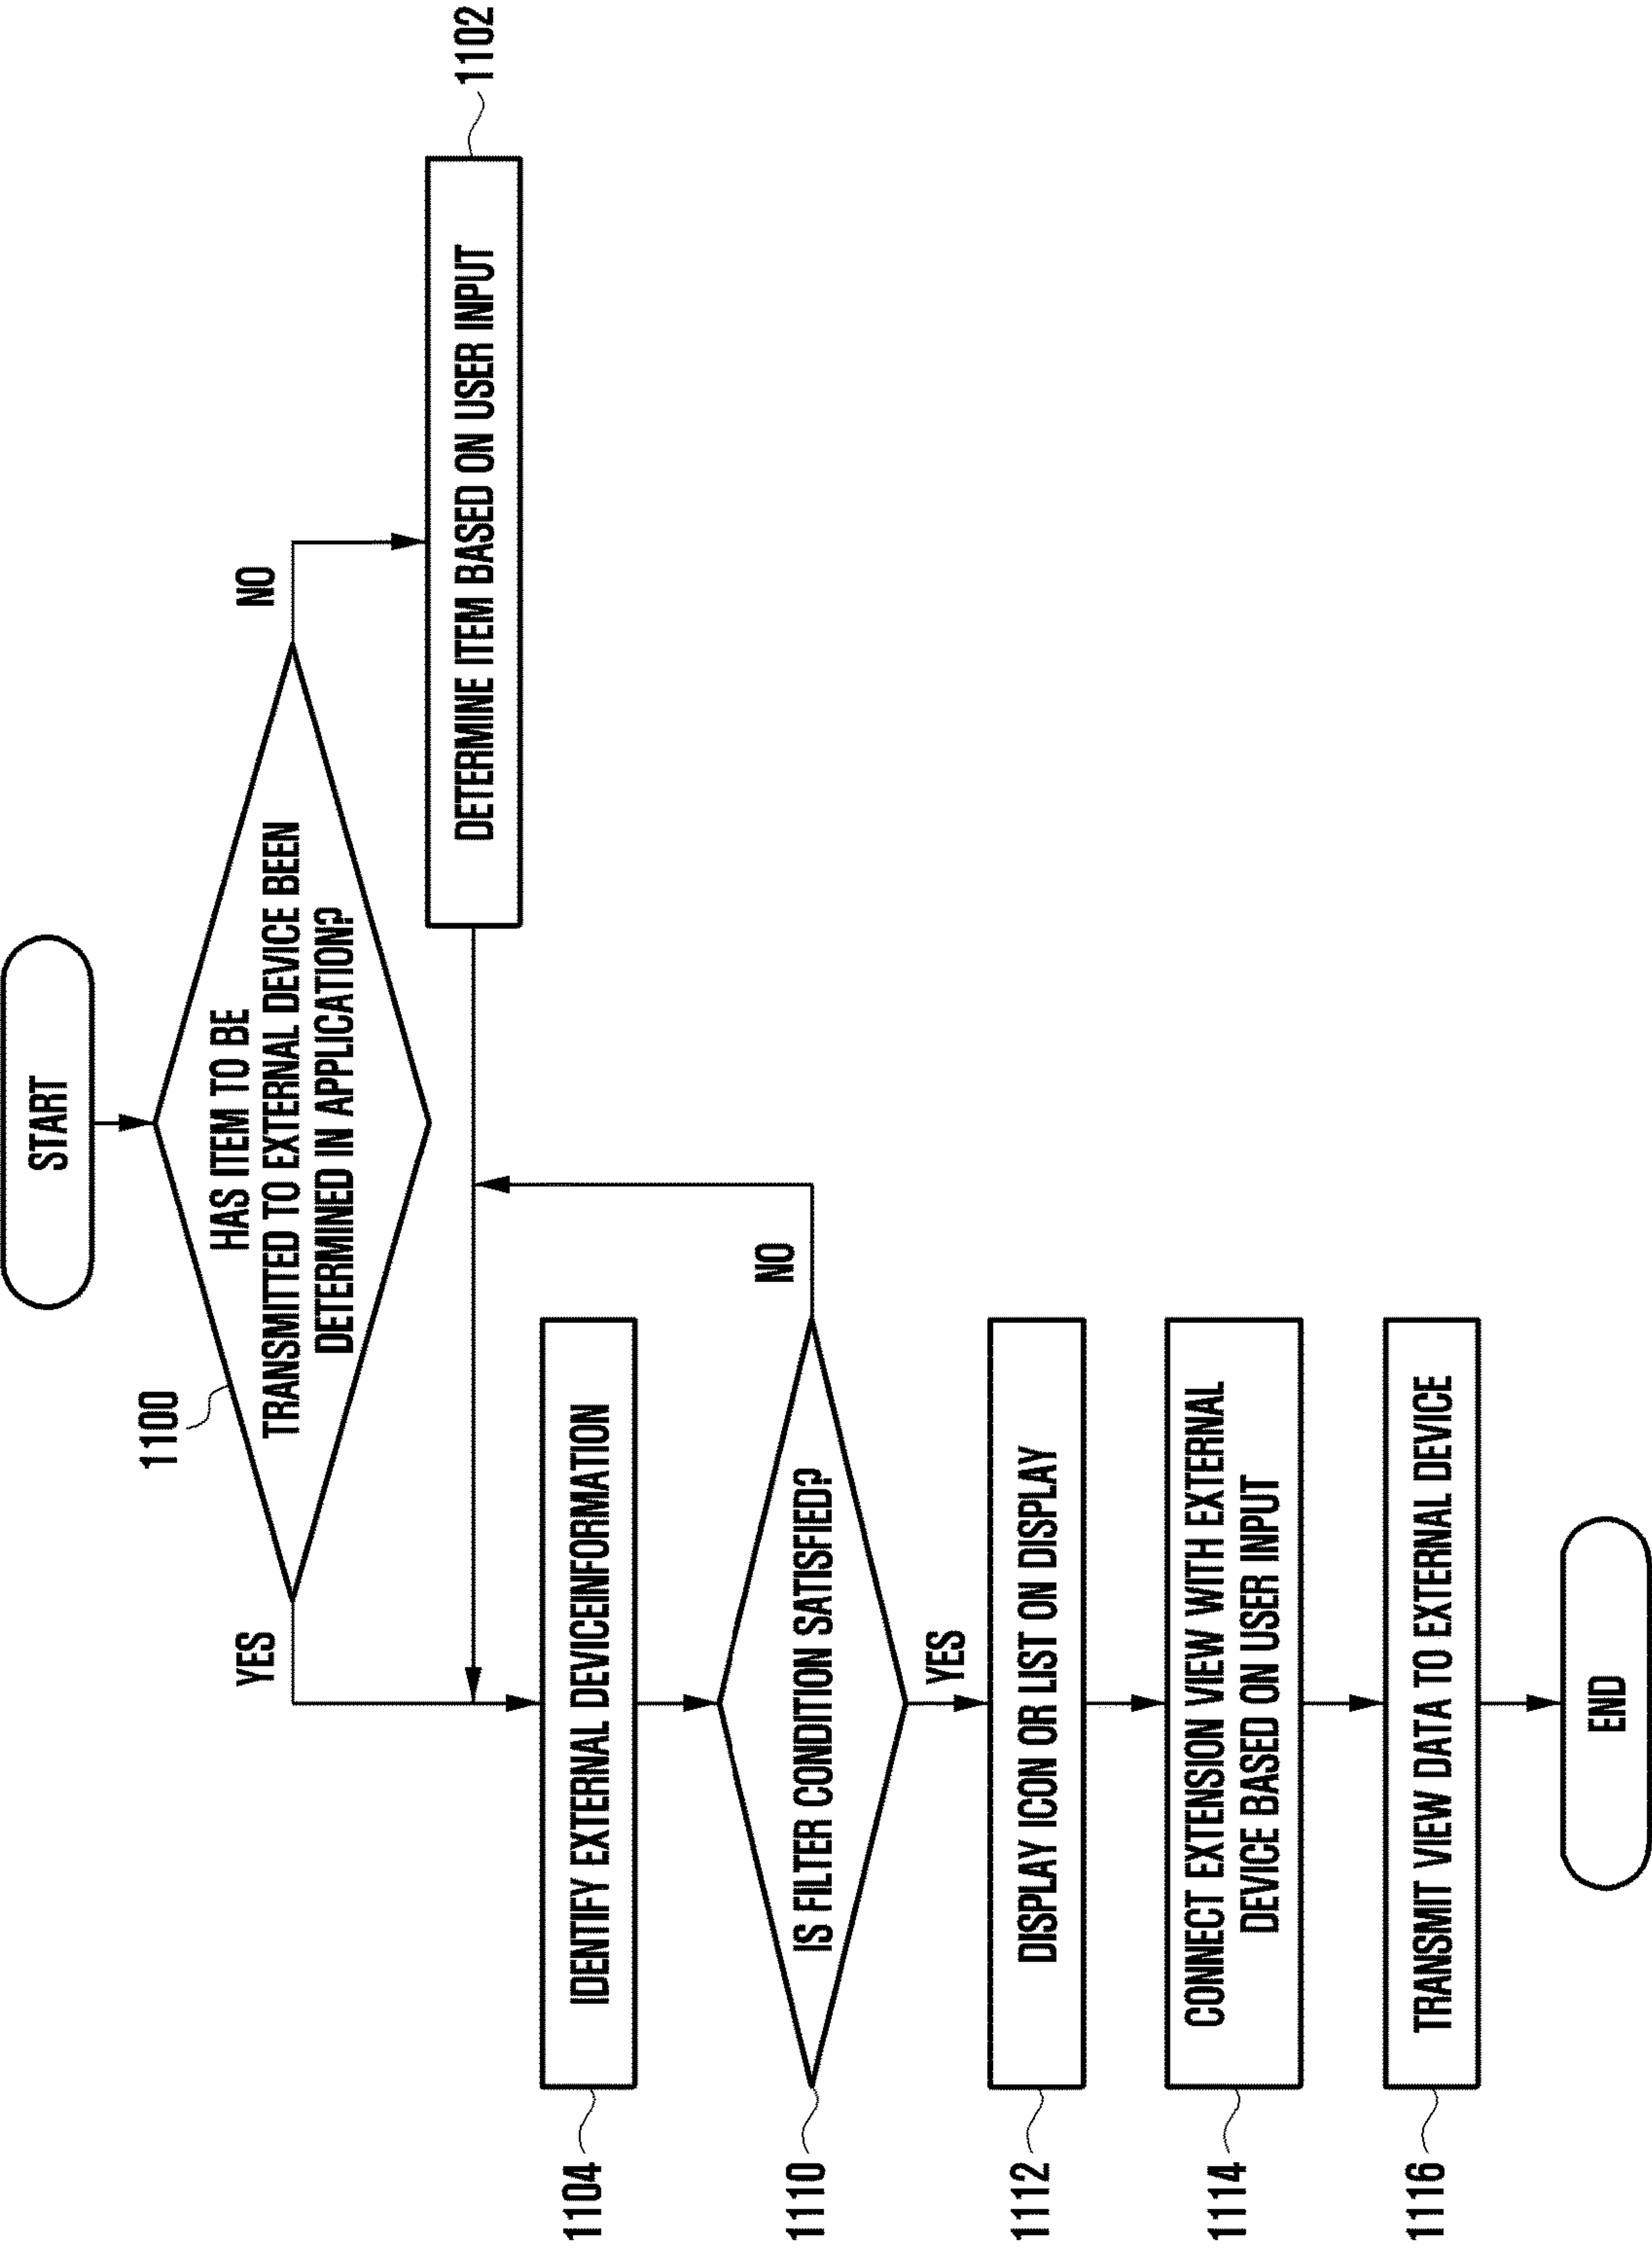 START
1100
HAS ITEM TO BE
TRANSMITTED TO EXTERNAL DEVICE BEEN
DETERMINED IN APPLICATION?
YES
NO
1102
DETERMINE ITEM BASED ON USER INPUT
1104
IDENTIFY EXTERNAL DEVICEINFORMATION
1110
IS FILTER CONDITION SATISFIED?
NO
YES
1112
DISPLAY ICON OR LIST ON DISPLAY
1114
CONNECT EXTENSION VIEW WITH EXTERNAL
DEVICE BASED ON USER INPUT
1116
TRANSMIT VIEW DATA TO EXTERNAL DEVICE
END